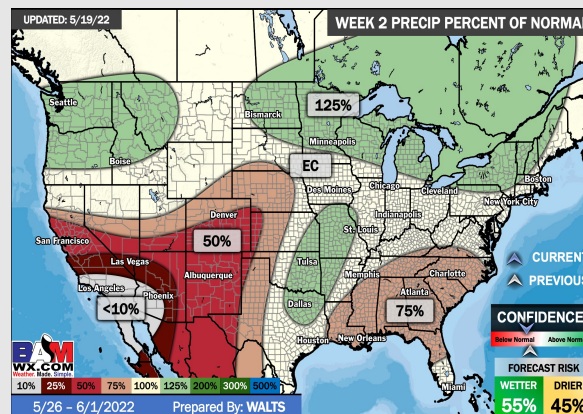 UPDATED: 5/19/22
WEEK 2 PRECIP PERCENT OF NORMA
Seattle
Bismarck
125%
Minneapolis
Boise
EC
Boston
Des Moines
Chicago
Cleveland
New York City
Denver
Indianapolis
San Francisco
50%
St. Louis
Las Vegas
Tulsa
CURRENT
Albuquerque
Memphis
Charlotte
PREVIOUS
Los Angeles
Phoenix
Atlanta
<10%
Dallas
75%
CONFIDENCE
Houston
New Orleans
Below Normal
Above Norm
BAM
WX.COM
Weather. Made. Simple.
FORECAST RISK
Miami
WETTER
DRIER
10% 25% 50% 75% 100% 125% 200% 300% 500%
55%
45%
5/26 – 6/1/2022
Prepared By: WALTS